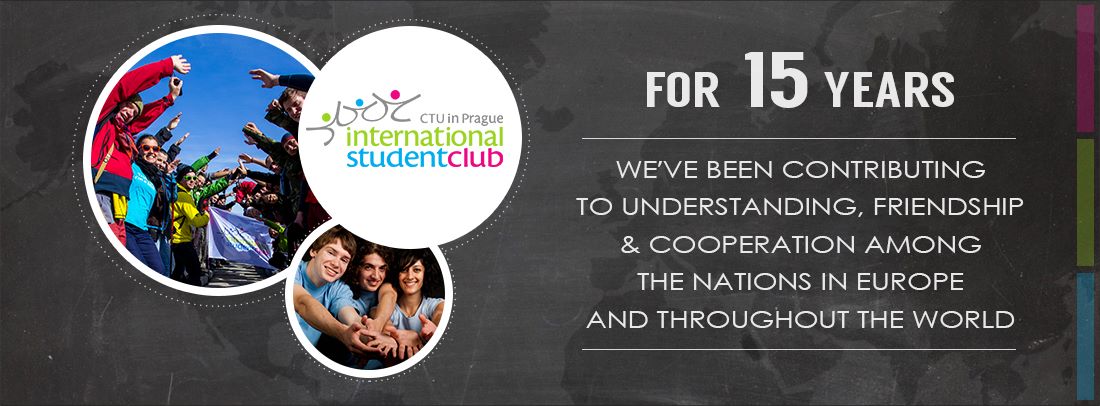 CTU in Prague
international
studentclub
FOR 15 YEARS
WE'VE BEEN CONTRIBUTING
TO UNDERSTANDING, FRIENDSHIP
& COOPERATION AMONG
THE NATIONS IN EUROPE
AND THROUGHOUT THE WORLD